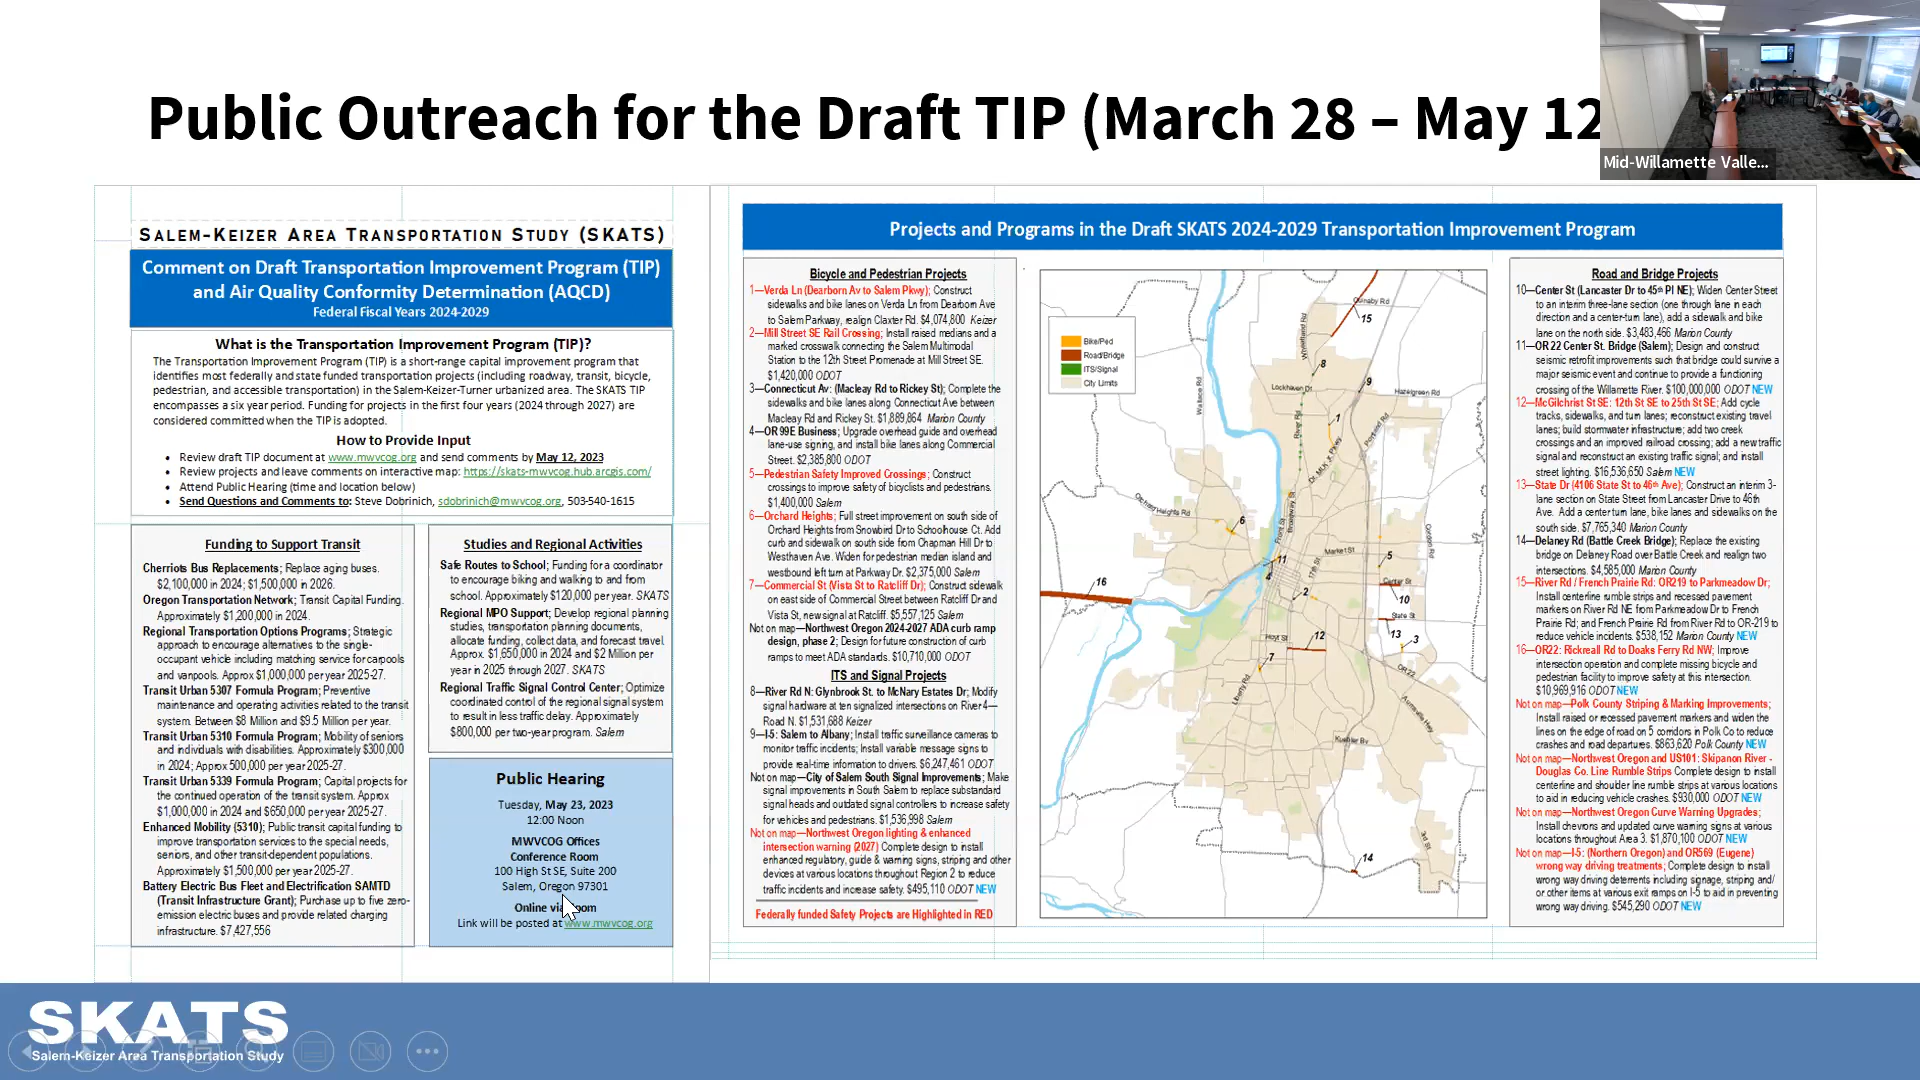 Public Outreach for the Draft TIP (March 28 – May 12
Mid-Willamette Valle...
SALEM-KEIZER AREA TRANSPORTATION STUDY (SKATS)
Comment on Draft Transportation Improvement Program (TIP)
and Air Quality Conformity Determination (AQCD)
Federal Fiscal Years 2024-2029
What is the Transportation Improvement Program (TIP)?
The Transportation Improvement Program (TIP) is a short-range capital improvement program that
identifies most federally and state funded transportation projects (including roadway, transit, bicycle,
pedestrian, and accessible transportation) in the Salem-Keizer-Turner urbanized area. The SKATS TIP
encompasses a six year period. Funding for projects in the first four years (2024 through 2027) are
considered committed when the TIP is adopted.
How to Provide Input
• Review draft TIP document at www.mwvcog.org and send comments by May 12, 2023
• Review projects and leave comments on interactive map: https://skats-mwvcog.hub.arcgis.com/
• Attend Public Hearing (time and location below)
• Send Questions and Comments to: Steve Dobrinich, sdobrinich@mwvcog.org, 503-540-1615
Funding to Support Transit
Cherriots Bus Replacements; Replace aging buses.
$2,100,000 in 2024; $1,500,000 in 2026.
Oregon Transportation Network; Transit Capital Funding.
Approximately $1,200,000 in 2024.
Regional Transportation Options Programs; Strategic
approach to encourage alternatives to the single-
occupant vehicle including matching service for carpools
and vanpools. Approx $1,000,000 per year 2025-27.
Transit Urban 5307 Formula Program; Preventive
maintenance and operating activities related to the transit
system. Between $8 Million and $9.5 Million per year.
Transit Urban 5310 Formula Program; Mobility of seniors
and individuals with disabilities. Approximately $300,000
in 2024; Approx 500,000 per year 2025-27.
Transit Urban 5339 Formula Program; Capital projects for
the continued operation of the transit system. Approx
$1,000,000 in 2024 and $650,000 per year 2025-27.
Enhanced Mobility (5310); Public transit capital funding to
improve transportation services to the special needs,
seniors, and other transit-dependent populations.
Approximately $1,500,000 per year 2025-27.
Battery Electric Bus Fleet and Electrification SAMTD
(Transit Infrastructure Grant); Purchase up to five zero-
emission electric buses and provide related charging
infrastructure. $7,427,556
Studies and Regional Activities
Safe Routes to School; Funding for a coordinator
to encourage biking and walking to and from
school. Approximately $120,000 per year. SKATS
Regional MPO Support; Develop regional planning
studies, transportation planning documents,
allocate funding, collect data, and forecast travel.
Approx. $1,650,000 in 2024 and $2 Million per
year in 2025 through 2027. SKATS
Regional Traffic Signal Control Center; Optimize
coordinated control of the regional signal system
to result in less traffic delay. Approximately
$800,000 per two-year program. Salem
Public Hearing
Tuesday, May 23, 2023
12:00 Noon
MWVCOG Offices
Conference Room
100 High St SE, Suite 200
Salem, Oregon 97301
Online via oom
Link will be posted at www.mwvcog.org
Projects and Programs in the Draft SKATS 2024-2029 Transportation Improvement Program
Bicycle and Pedestrian Projects
1—Verda Ln (Dearborn Av to Salem Pkwy); Construct
sidewalks and bike lanes on Verda Ln from Dearborn Ave
to Salem Parkway, realign Claxter Rd. $4,074,800 Keizer
2—Mill Street SE Rail Crossing; Install raised medians and a
marked crosswalk connecting the Salem Multimodal
Station to the 12th Street Promenade at Mill Street SE.
$1,420,000 ODOT
3—Connecticut Av: (Macleay Rd to Rickey St); Complete the
sidewalks and bike lanes along Connecticut Ave between
Macleay Rd and Rickey St. $1,889,864 Marion County
4—OR 99E Business; Upgrade overhead guide and overhead
lane-use signing, and install bike lanes along Commercial
Street. $2,385,800 ODOT
5—Pedestrian Safety Improved Crossings; Construct
crossings to improve safety of bicyclists and pedestrians.
$1,400,000 Salem
6—Orchard Heights; Full street improvement on south side of
Orchard Heights from Snowbird Dr to Schoolhouse Ct. Add
curb and sidewalk on south side from Chapman Hill Dr to
Westhaven Ave. Widen for pedestrian median island and
westbound left turn at Parkway Dr. $2,375,000 Salem
7—Commercial St (Vista St to Ratcliff Dr); Construct sidewalk
on east side of Commercial Street between Ratcliff Dr and
Vista St, new signal at Ratcliff. $5,557,125 Salem
Not on map—Northwest Oregon 2024-2027 ADA curb ramp
design, phase 2; Design for future construction of curb
ramps to meet ADA standards. $10,710,000 ODOT
ITS and Signal Projects
8—River Rd N: Glynbrook St. to McNary Estates Dr; Modify
signal hardware at ten signalized intersections on River 4—
Road N. $1,531,688 Keizer
9—I-5: Salem to Albany; Install traffic surveillance cameras to
monitor traffic incidents; Install variable message signs to
provide real-time information to drivers. $6,247,461 ODOT
Not on map—City of Salem South Signal Improvements; Make
signal improvements in South Salem to replace substandard
signal heads and outdated signal controllers to increase safety
for vehicles and pedestrians. $1,536,998 Salem
Not on map—Northwest Oregon lighting & enhanced
intersection warning (2027) Complete design to install
enhanced regulatory, guide & warning signs, striping and other
devices at various locations throughout Region 2 to reduce
traffic incidents and increase safety. $495,110 ODOT NEW
Federally funded Safety Projects are Highlighted in RED
Bike/Ped
Road/Bridge
ITS/Signal
City Limits
Quinaby Rd
15
Wheatland Rd
8
Lockhaven Dr
9
Hazelgreen Rd
Wallace Rd
River Rd
1
Portland Rd
Dr. MLK Jr. Pkwy
Orchard Heights Rd
6
Front St
Broadway St
Cordon Rd
Market St
5
11
17th St
16
4
Center St
2
10
State St
Hoyt St
12
13
3
7
OR 22
Liberty Rd
Aumsville Hwy
Kuebler Bv
3rd St
14
Road and Bridge Projects
10—Center St (Lancaster Dr to 45th Pl NE); Widen Center Street
to an interim three-lane section (one through lane in each
direction and a center-turn lane), add a sidewalk and bike
lane on the north side. $3,483,466 Marion County
11—OR 22 Center St. Bridge (Salem); Design and construct
seismic retrofit improvements such that bridge could survive a
major seismic event and continue to provide a functioning
crossing of the Willamette River. $100,000,000 ODOT NEW
12—McGilchrist St SE: 12th St SE to 25th St SE; Add cycle
tracks, sidewalks, and turn lanes; reconstruct existing travel
lanes; build stormwater infrastructure; add two creek
crossings and an improved railroad crossing; add a new traffic
signal and reconstruct an existing traffic signal; and install
street lighting. $16,536,650 Salem NEW
13—State Dr (4106 State St to 46th Ave); Construct an interim 3-
lane section on State Street from Lancaster Drive to 46th
Ave. Add a center turn lane, bike lanes and sidewalks on the
south side. $7,765,340 Marion County
14—Delaney Rd (Battle Creek Bridge); Replace the existing
bridge on Delaney Road over Battle Creek and realign two
intersections. $4,585,000 Marion County
15—River Rd / French Prairie Rd: OR219 to Parkmeadow Dr;
Install centerline rumble strips and recessed pavement
markers on River Rd NE from Parkmeadow Dr to French
Prairie Rd; and French Prairie Rd from River Rd to OR-219 to
reduce vehicle incidents. $538,152 Marion County NEW
16—OR22: Rickreall Rd to Doaks Ferry Rd NW; Improve
intersection operation and complete missing bicycle and
pedestrian facility to improve safety at this intersection.
$10,969,916 ODOT NEW
Not on map—Polk County Striping & Marking Improvements;
Install raised or recessed pavement markers and widen the
lines on the edge of road on 5 corridors in Polk Co to reduce
crashes and road departures. $863,620 Polk County NEW
Not on map—Northwest Oregon and US101: Skipanon River -
Douglas Co. Line Rumble Strips Complete design to install
centerline and shoulder line rumble strips at various locations
to aid in reducing vehicle crashes. $930,000 ODOT NEW
Not on map—Northwest Oregon Curve Warning Upgrades;
Install chevrons and updated curve warning signs at various
locations throughout Area 3. $1,870,100 ODOT NEW
Not on map—I-5: (Northern Oregon) and OR569 (Eugene)
wrong way driving treatments; Complete design to install
wrong way driving deterrents including signage, striping and/
or other items at various exit ramps on I-5 to aid in preventing
wrong way driving. $545,290 ODOT NEW
SKATS
Salem-Keizer Area Transportation Study